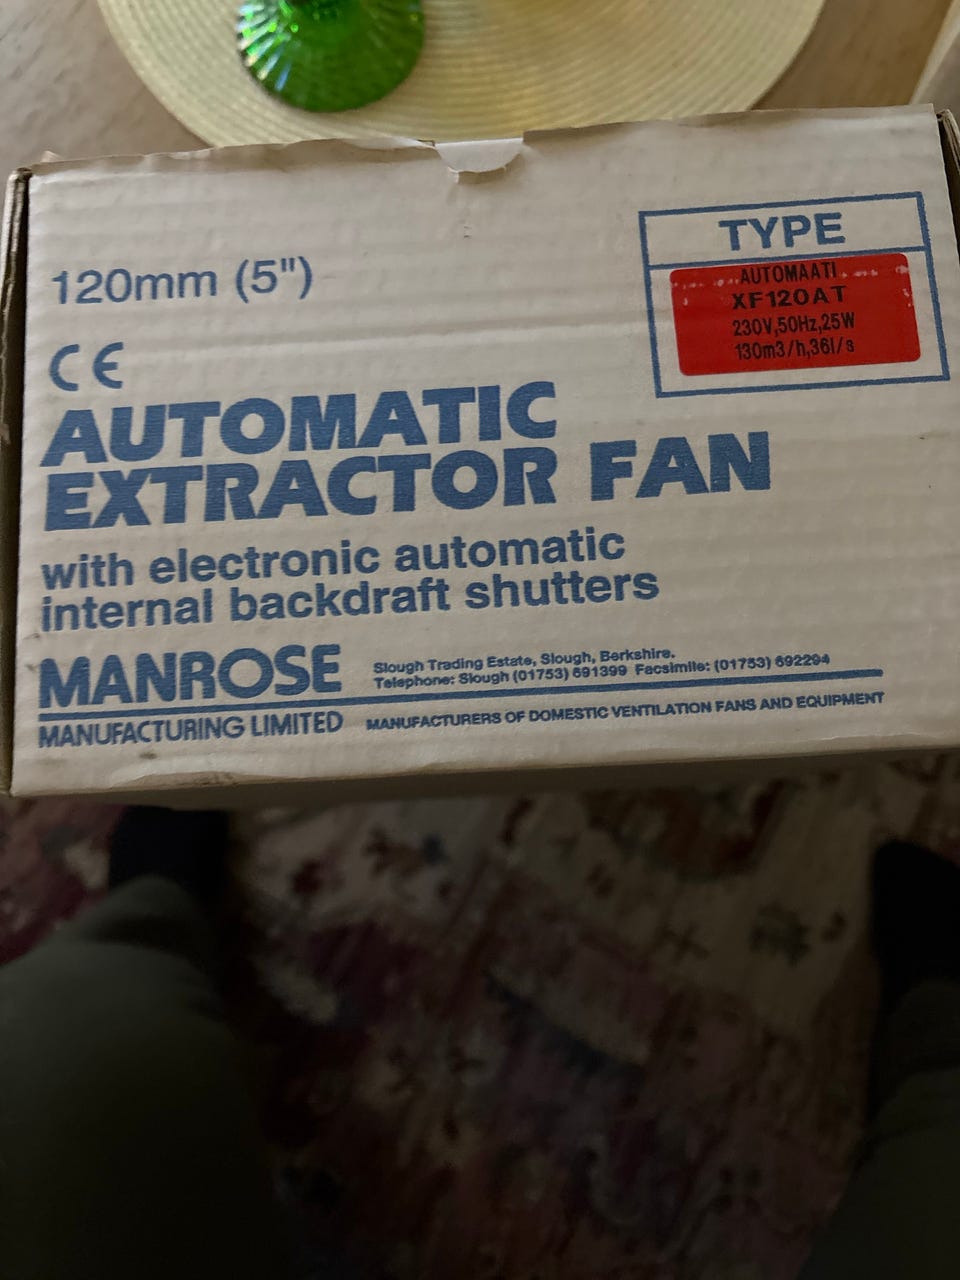 120mm (5")
CE
AUTOMATIC
EXTRACTOR FAN
with electronic automatic
internal backdraft shutters
TYPE
AUTOMAATI
XF120AT
230V,50Hz,25W
130m3/h,36l/s
MANROSE
MANUFACTURING LIMITED
Slough Trading Estate, Slough, Berkshire.
Telephone: Slough (01753) 691399 Facsimile: (01753) 692294
MANUFACTURERS OF DOMESTIC VENTILATION FANS AND EQUIPMENT